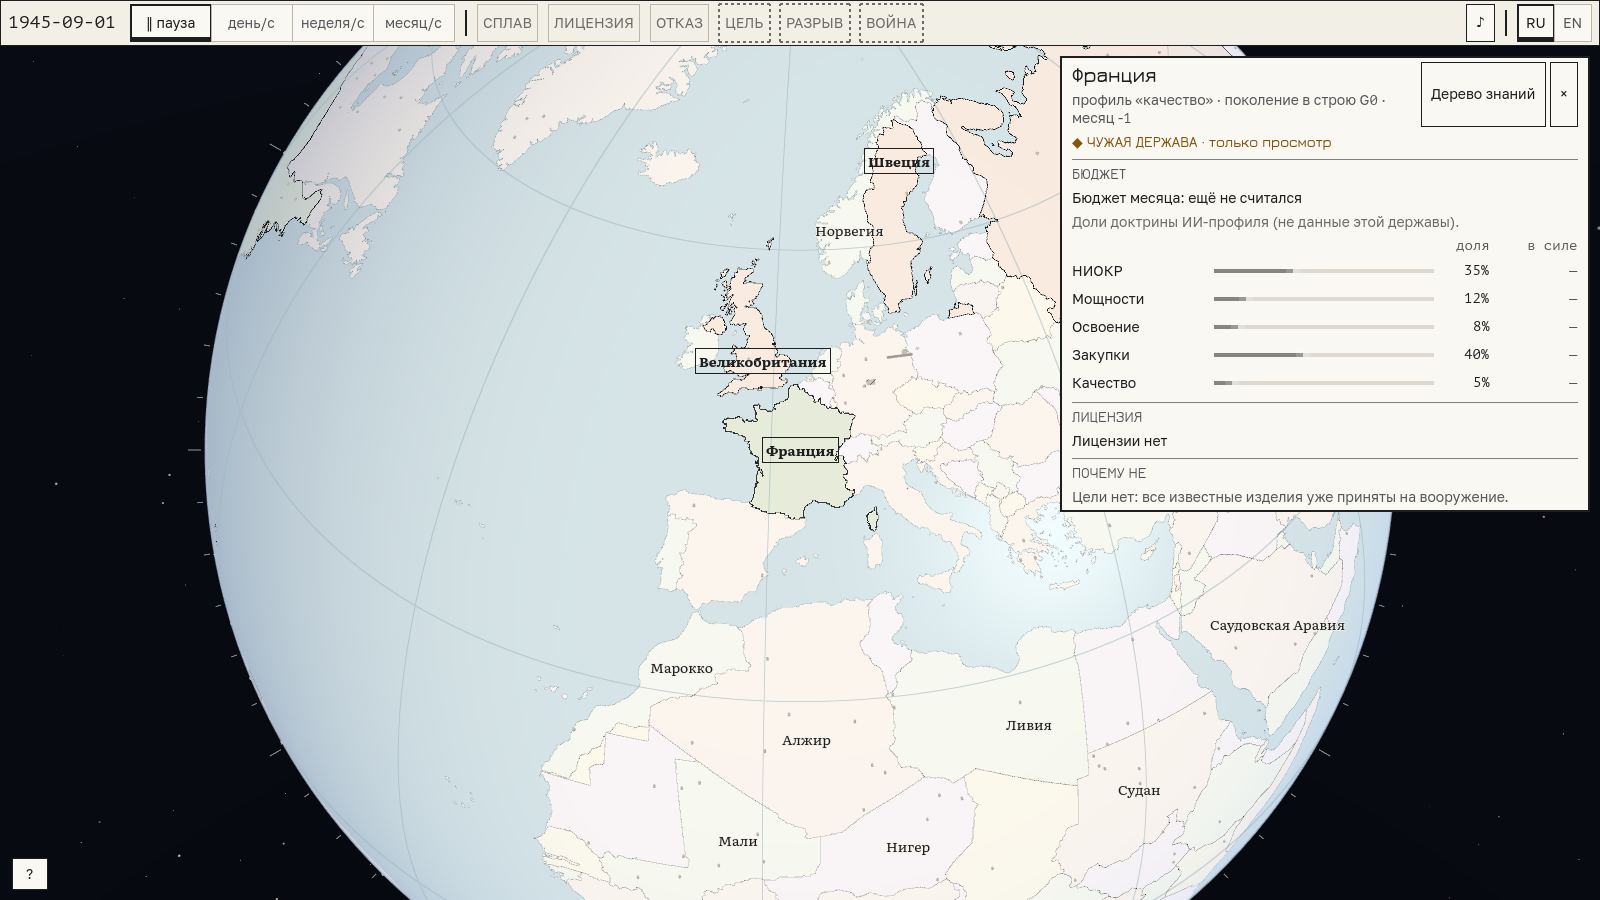 1945-09-01 ‖ пауза день/с неделя/с месяц/с СПЛАВ ЛИЦЕНЗИЯ ОТКАЗ ЦЕЛЬ РАЗРЫВ ВОЙНА ♪ RU EN
Франция
Дерево знаний ×
профиль «качество» · поколение в строю G0 ·
месяц -1
◆ ЧУЖАЯ ДЕРЖАВА · только просмотр
БЮДЖЕТ
Бюджет месяца: ещё не считался
Доли доктрины ИИ-профиля (не данные этой державы).
доля в силе
НИОКР 35% —
Мощности 12% —
Освоение 8% —
Закупки 40% —
Качество 5% —
ЛИЦЕНЗИЯ
Лицензии нет
ПОЧЕМУ НЕ
Цели нет: все известные изделия уже приняты на вооружение.
Швеция
Норвегия
Великобритания
Франция
Саудовская Аравия
Марокко
Ливия
Алжир
Судан
Мали
Нигер
?